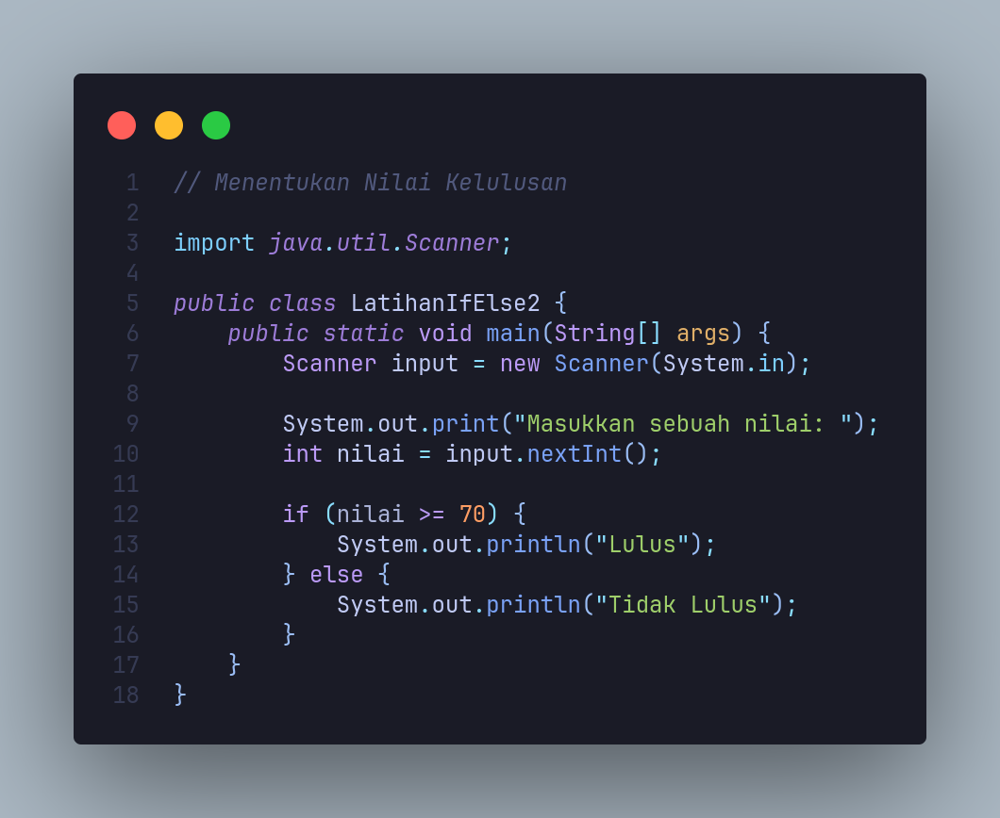 1 // Menentukan Nilai Kelulusan
2
3 import java.util.Scanner;
4
5 public class LatihanIfElse2 {
6     public static void main(String[] args) {
7         Scanner input = new Scanner(System.in);
8
9         System.out.print("Masukkan sebuah nilai: ");
10         int nilai = input.nextInt();
11
12         if (nilai >= 70) {
13             System.out.println("Lulus");
14         } else {
15             System.out.println("Tidak Lulus");
16         }
17     }
18 }